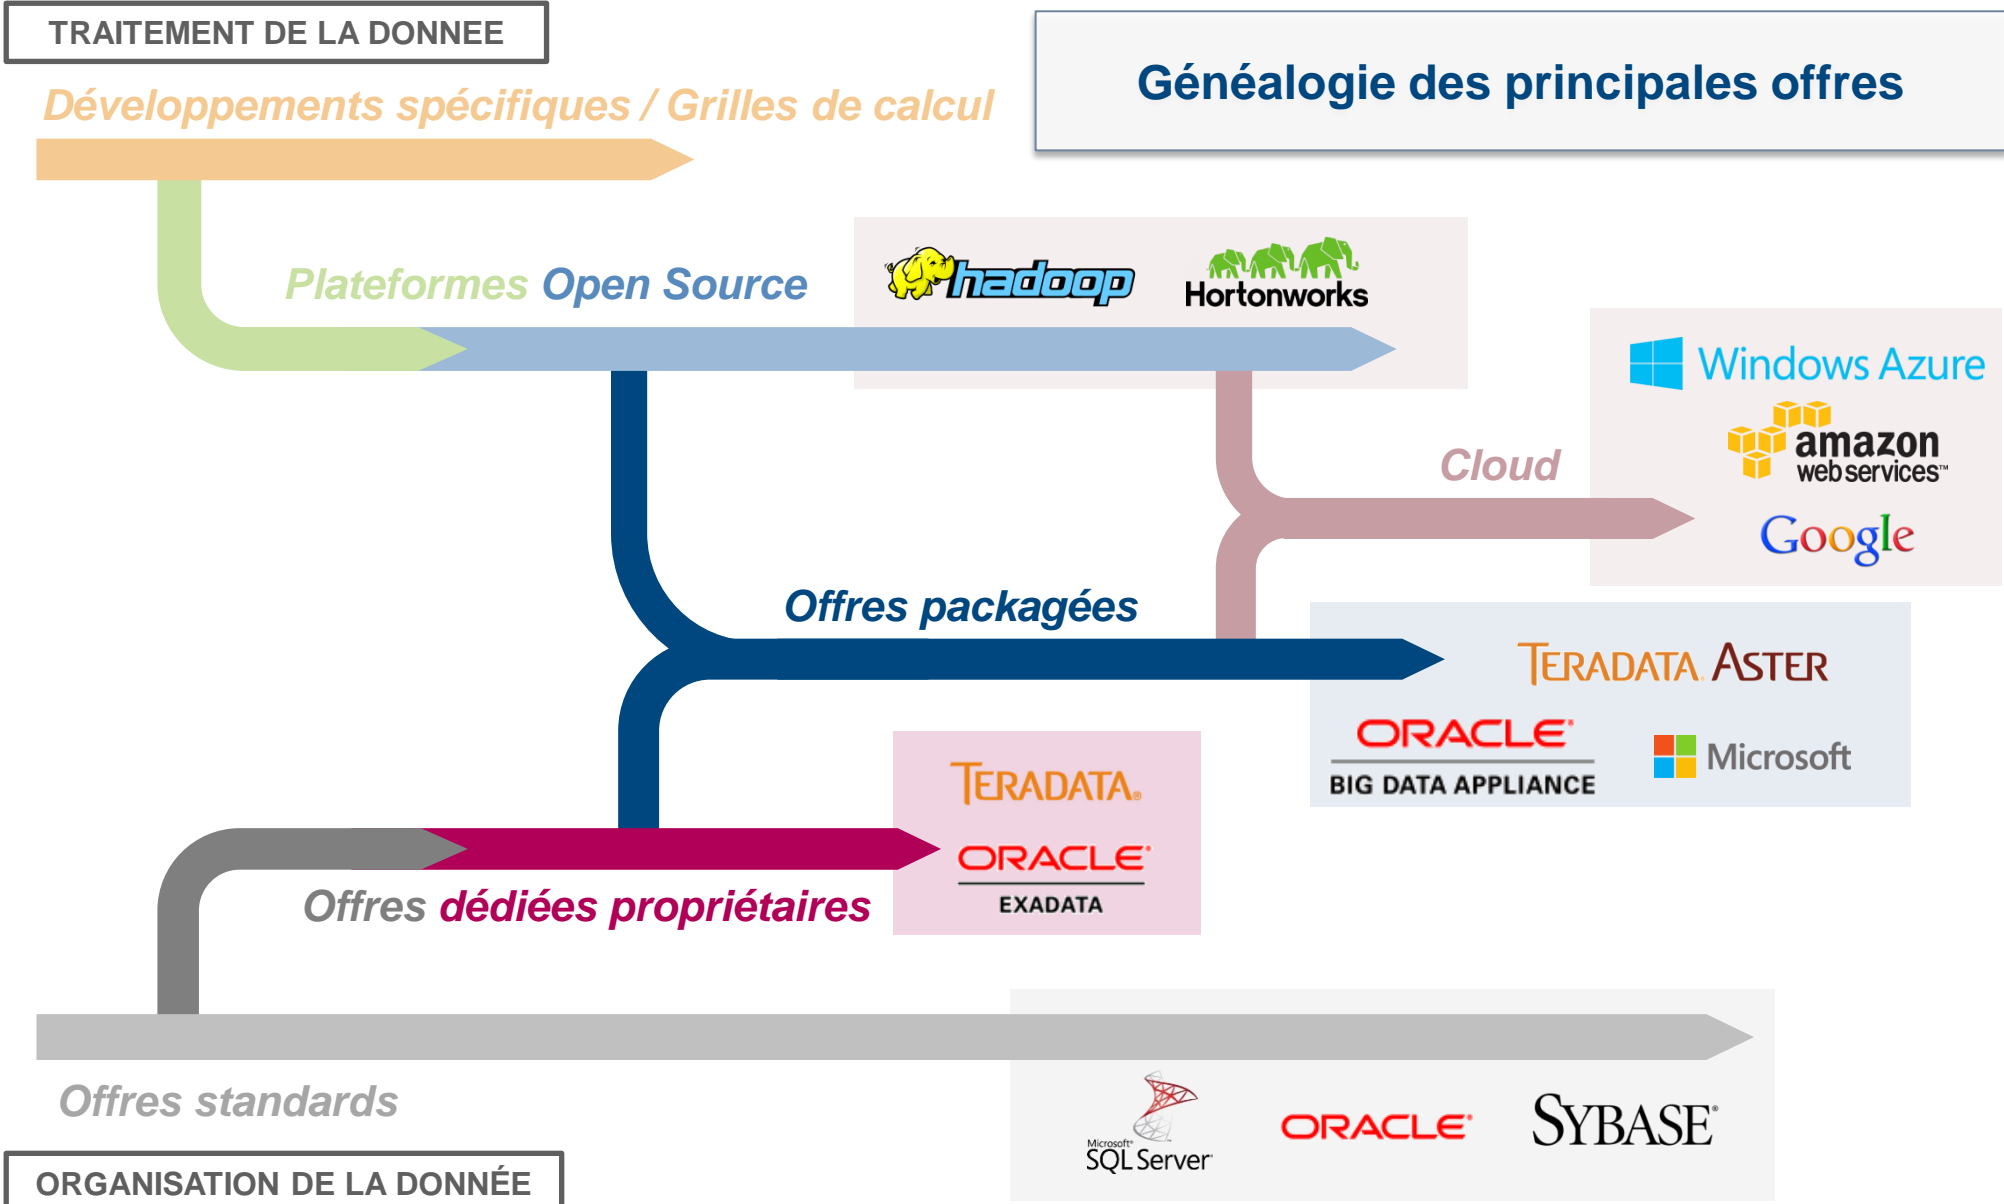 TRAITEMENT DE LA DONNEE
Généalogie des principales offres
Développements spécifiques / Grilles de calcul
Plateformes Open Source
hadoop
Hortonworks
Windows Azure
amazon
web services™
Cloud
Google
Offres packagées
TERADATA ASTER
ORACLE®
BIG DATA APPLIANCE
Microsoft
TERADATA®
ORACLE®
EXADATA
Offres dédiées propriétaires
Offres standards
Microsoft®
SQL Server®
ORACLE®
SYBASE®
ORGANISATION DE LA DONNÉE